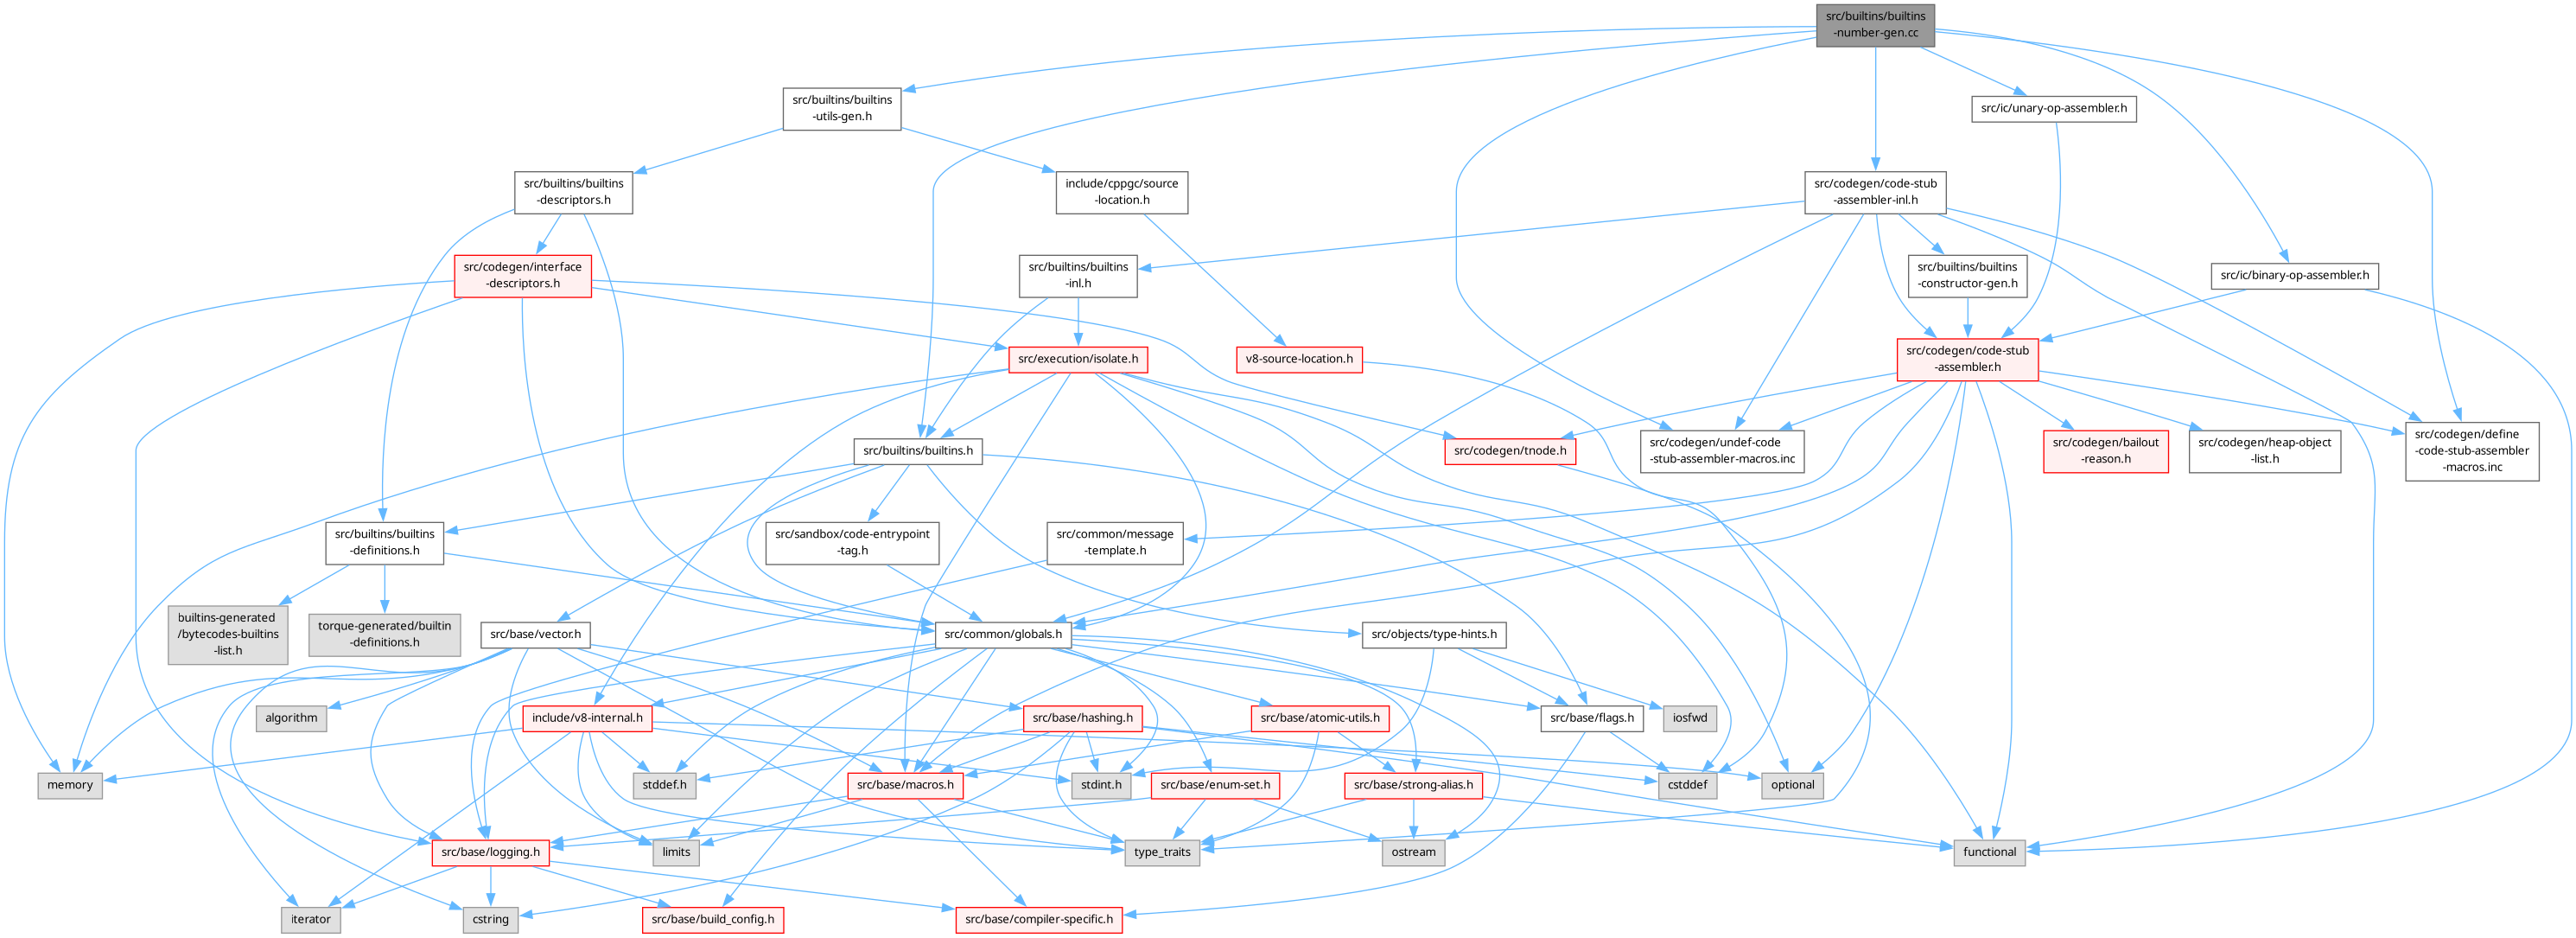 src/builtins/builtins
-number-gen.cc
src/builtins/builtins
-utils-gen.h
src/ic/unary-op-assembler.h
src/builtins/builtins
-descriptors.h
include/cppgc/source
-location.h
src/codegen/code-stub
-assembler-inl.h
src/codegen/interface
-descriptors.h
src/builtins/builtins
-inl.h
src/builtins/builtins
-constructor-gen.h
src/ic/binary-op-assembler.h
src/execution/isolate.h
v8-source-location.h
src/codegen/code-stub
-assembler.h
src/builtins/builtins.h
src/codegen/tnode.h
src/codegen/undef-code
-stub-assembler-macros.inc
src/codegen/bailout
-reason.h
src/codegen/heap-object
-list.h
src/codegen/define
-code-stub-assembler
-macros.inc
src/builtins/builtins
-definitions.h
src/sandbox/code-entrypoint
-tag.h
src/common/message
-template.h
builtins-generated
/bytecodes-builtins
-list.h
torque-generated/builtin
-definitions.h
src/base/vector.h
src/common/globals.h
src/objects/type-hints.h
algorithm
include/v8-internal.h
src/base/hashing.h
src/base/atomic-utils.h
src/base/flags.h
iosfwd
memory
stddef.h
src/base/macros.h
stdint.h
src/base/enum-set.h
src/base/strong-alias.h
cstddef
optional
src/base/logging.h
limits
type_traits
ostream
functional
iterator
cstring
src/base/build_config.h
src/base/compiler-specific.h